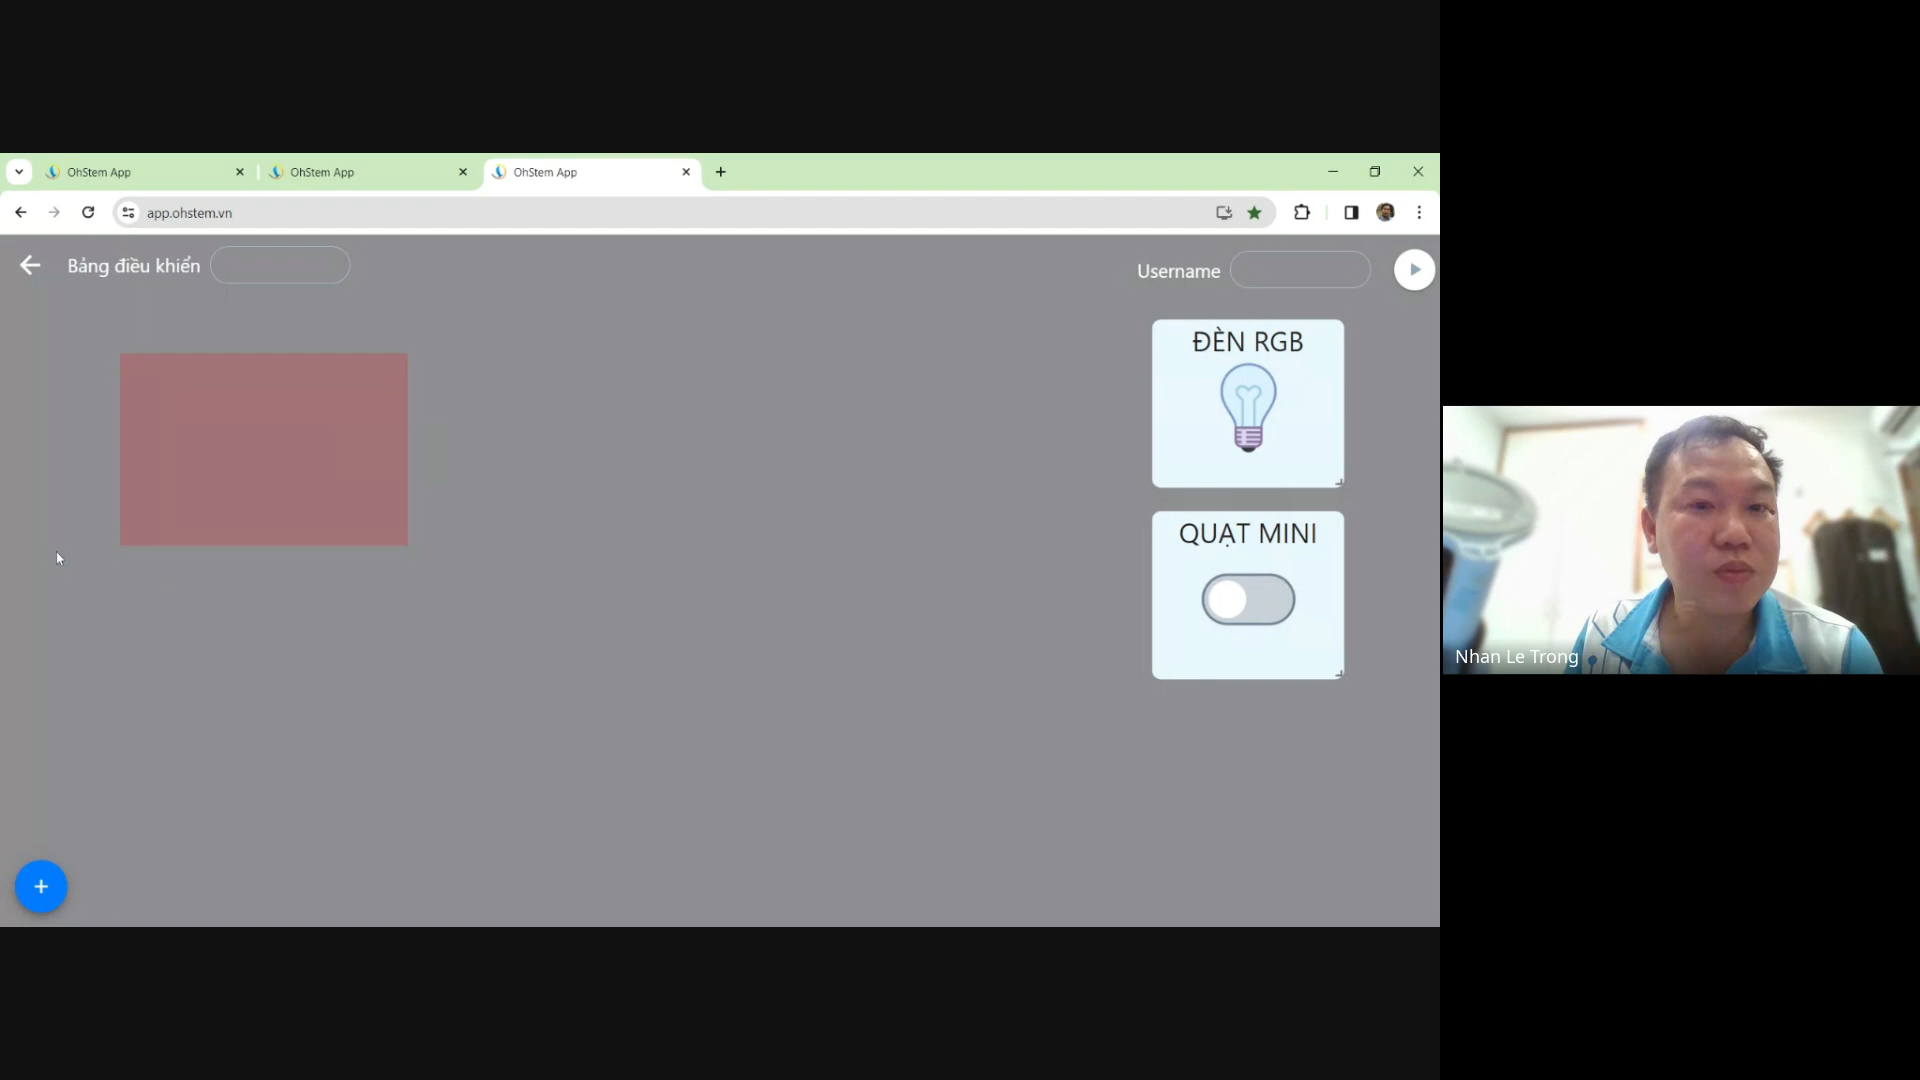 OhStem App
OhStem App
OhStem App
app.ohstem.vn
Bảng điều khiển
Username
ĐÈN RGB
QUẠT MINI
Nhan Le Trong